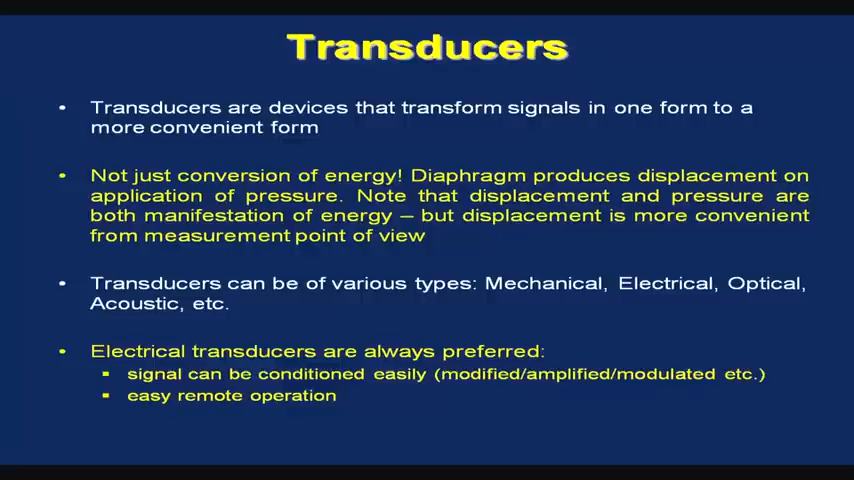 Transducers
• Transducers are devices that transform signals in one form to a
more convenient form
• Not just conversion of energy! Diaphragm produces displacement on
application of pressure. Note that displacement and pressure are
both manifestation of energy – but displacement is more convenient
from measurement point of view
• Transducers can be of various types: Mechanical, Electrical, Optical,
Acoustic, etc.
• Electrical transducers are always preferred:
▪ signal can be conditioned easily (modified/amplified/modulated etc.)
▪ easy remote operation